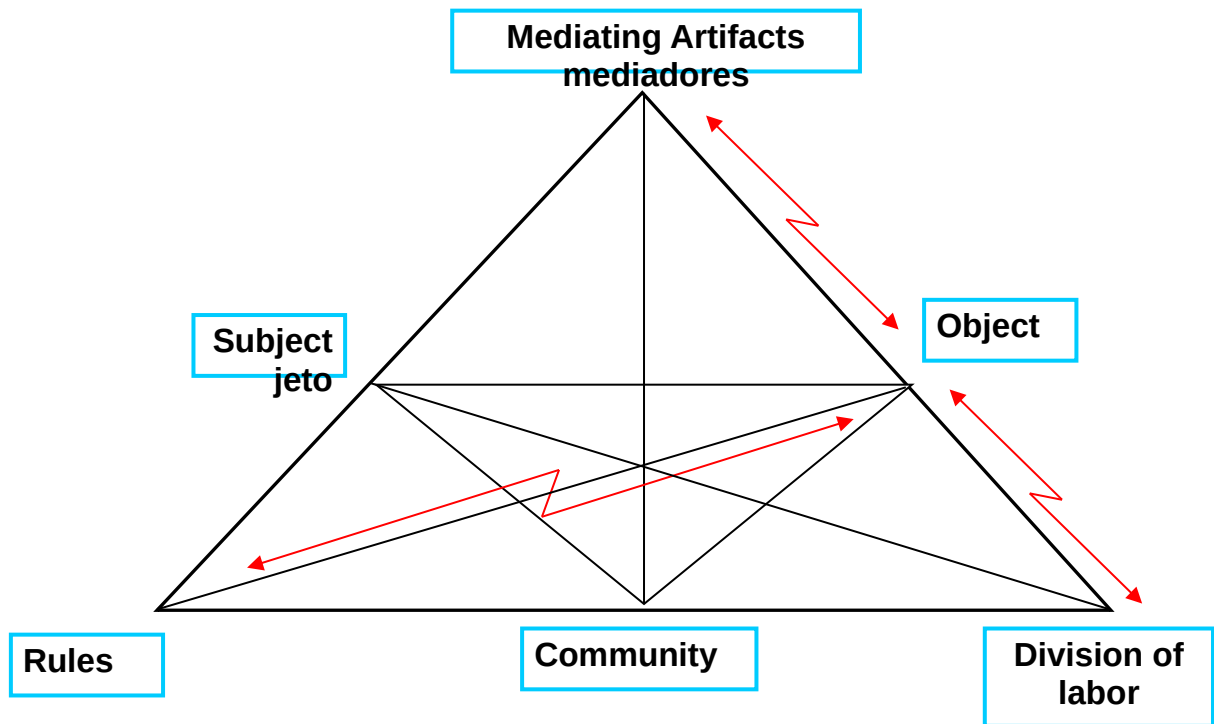 Mediating Artifacts
mediadores
Subject
jeto
Object
Rules
Community
Division of
labor